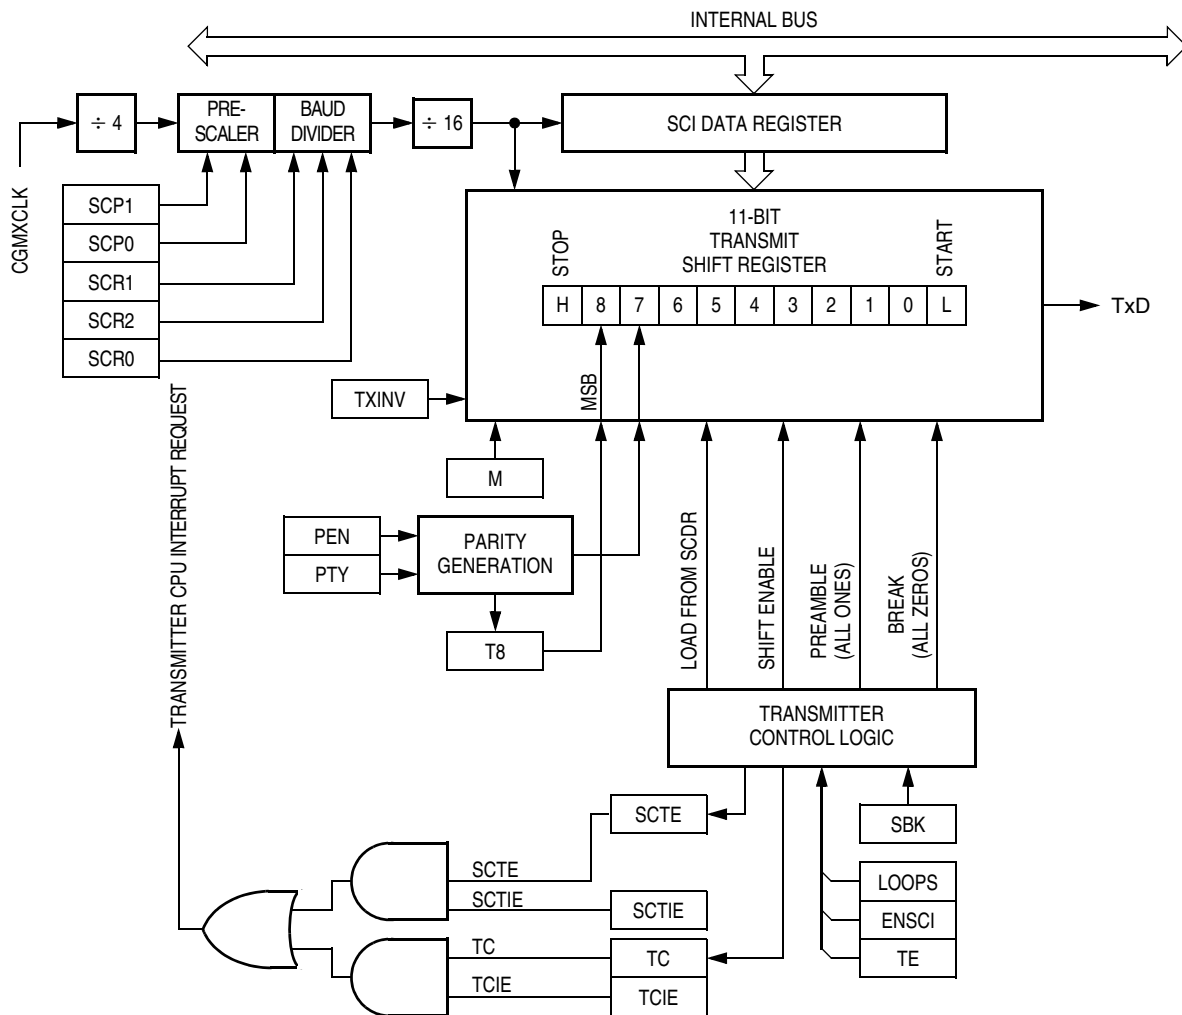 INTERNAL BUS
÷ 4
PRE-
SCALER
BAUD
DIVIDER
÷ 16
SCI DATA REGISTER
CGMXCLK
SCP1
SCP0
SCR1
SCR2
SCR0
11-BIT
TRANSMIT
SHIFT REGISTER
STOP
START
H 8 7 6 5 4 3 2 1 0 L
TxD
TXINV
MSB
M
PEN
PTY
PARITY
GENERATION
T8
TRANSMITTER CPU INTERRUPT REQUEST
LOAD FROM SCDR
SHIFT ENABLE
PREAMBLE
(ALL ONES)
BREAK
(ALL ZEROS)
TRANSMITTER
CONTROL LOGIC
SCTE
SBK
SCTE
SCTIE
SCTIE
LOOPS
ENSCI
TE
TC
TC
TCIE
TCIE